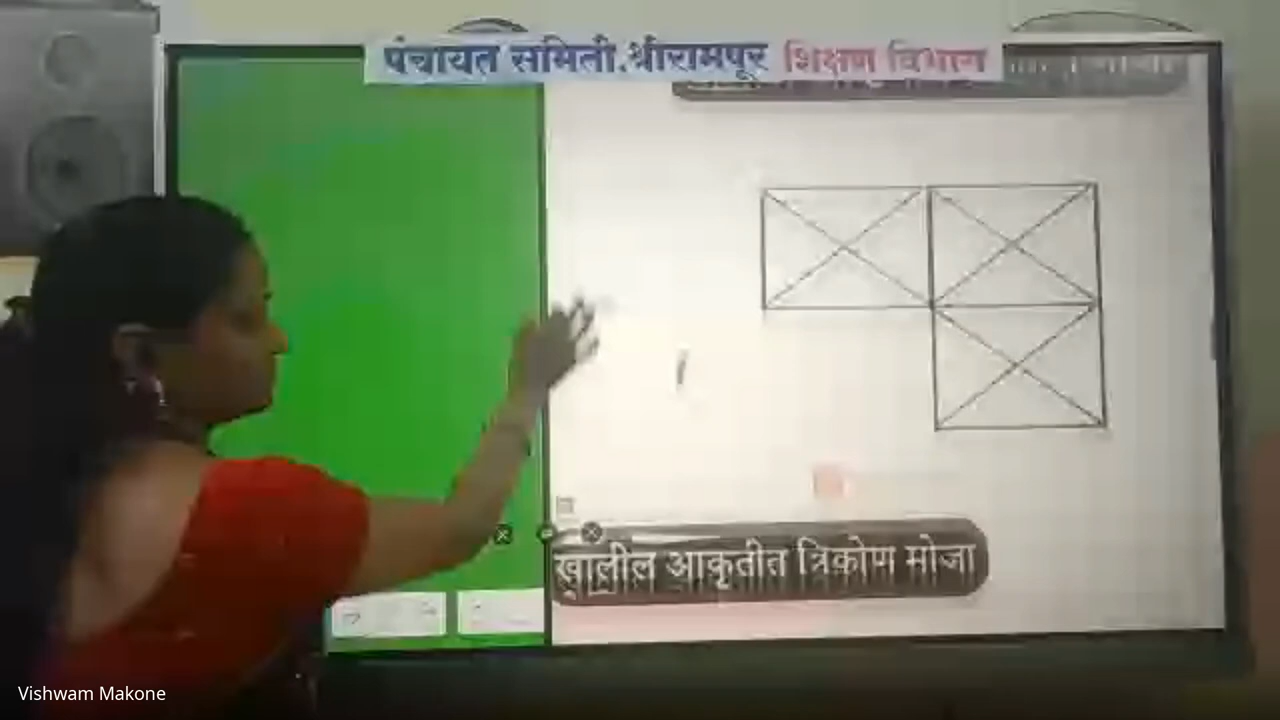 पंचायत समिती.श्रीरामपूर शिक्षण विभाग
खालील आकृतीत त्रिकोण मोजा
Vishwam Makone